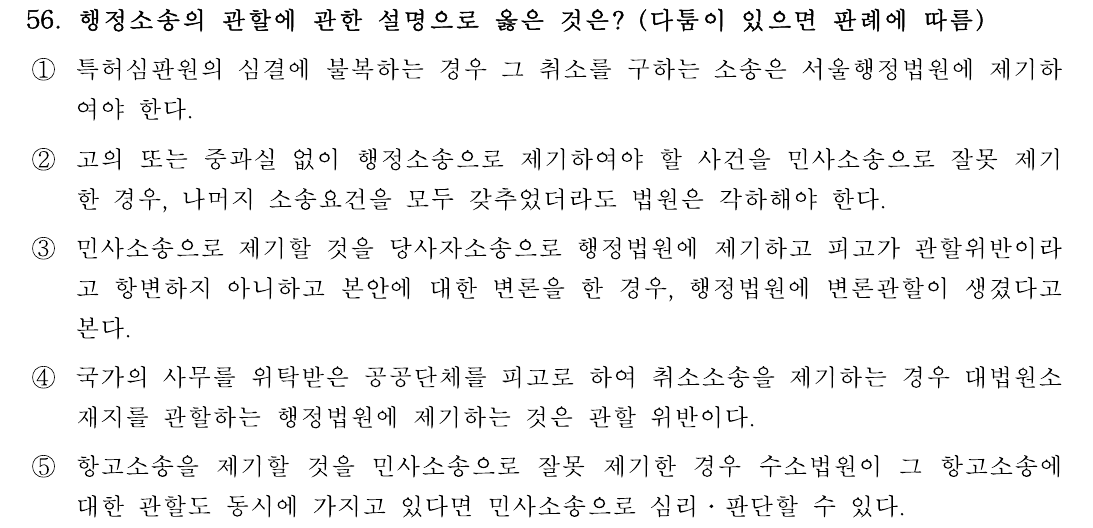 56. 행정소송의 관할에 관한 설명으로 옳은 것은? (다툼이 있으면 판례에 따름)
① 특허심판원의 심결에 불복하는 경우 그 취소를 구하는 소송은 서울행정법원에 제기하
여야 한다.
② 고의 또는 중과실 없이 행정소송으로 제기하여야 할 사건을 민사소송으로 잘못 제기
한 경우, 나머지 소송요건을 모두 갖추었더라도 법원은 각하해야 한다.
③ 민사소송으로 제기할 것을 당사자소송으로 행정법원에 제기하고 피고가 관할위반이라
고 항변하지 아니하고 본안에 대한 변론을 한 경우, 행정법원에 변론관할이 생겼다고
본다.
④ 국가의 사무를 위탁받은 공공단체를 피고로 하여 취소소송을 제기하는 경우 대법원소
재지를 관할하는 행정법원에 제기하는 것은 관할 위반이다.
⑤ 항고소송을 제기할 것을 민사소송으로 잘못 제기한 경우 수소법원이 그 항고소송에
대한 관할도 동시에 가지고 있다면 민사소송으로 심리·판단할 수 있다.